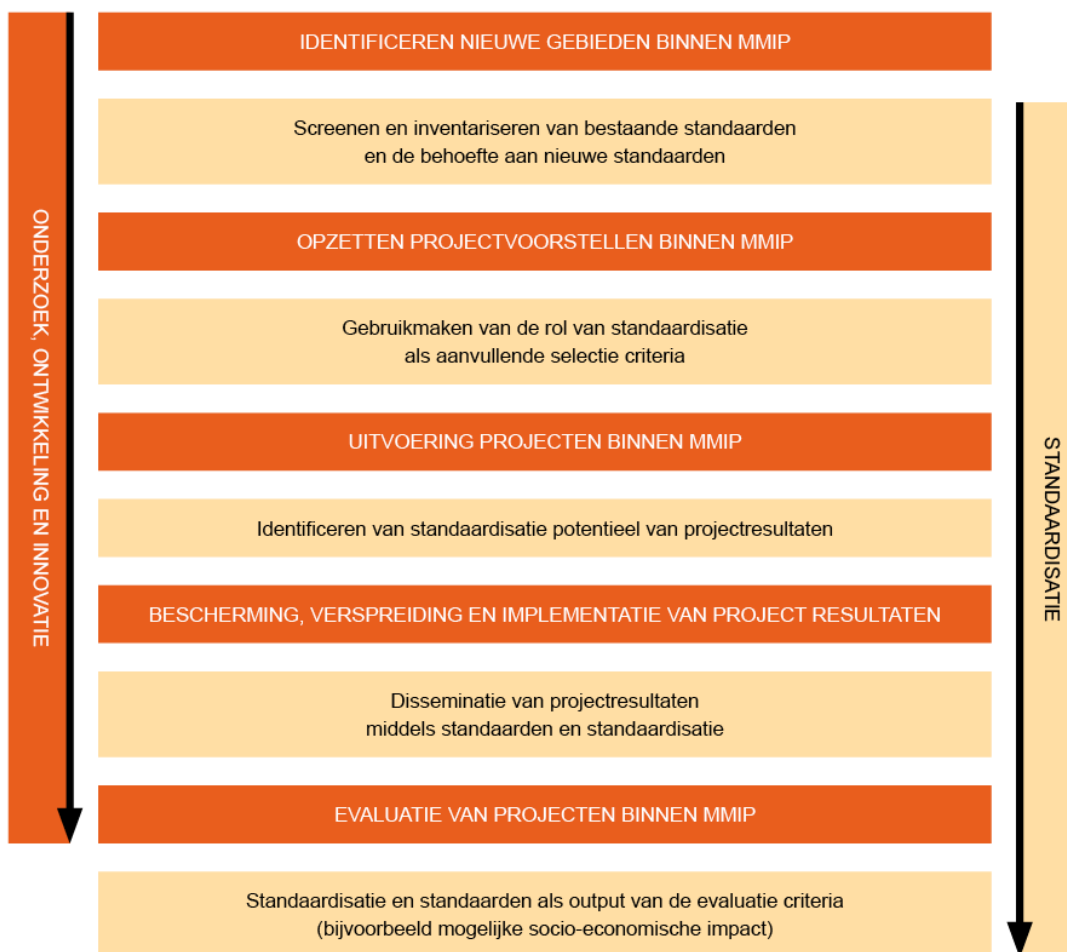 IDENTIFICEREN NIEUWE GEBIEDEN BINNEN MMIP
Screenen en inventariseren van bestaande standaarden
en de behoefte aan nieuwe standaarden
OPZETTEN PROJECTVOORSTELLEN BINNEN MMIP
Gebruikmaken van de rol van standaardisatie
als aanvullende selectie criteria
UITVOERING PROJECTEN BINNEN MMIP
Identificeren van standaardisatie potentieel van projectresultaten
BESCHERMING, VERSPREIDING EN IMPLEMENTATIE VAN PROJECT RESULTATEN
Disseminatie van projectresultaten
middels standaarden en standaardisatie
EVALUATIE VAN PROJECTEN BINNEN MMIP
Standaardisatie en standaarden als output van de evaluatie criteria
(bijvoorbeeld mogelijke socio-economische impact)
ONDERZOEK, ONTWIKKELING EN INNOVATIE
STANDAARDISATIE